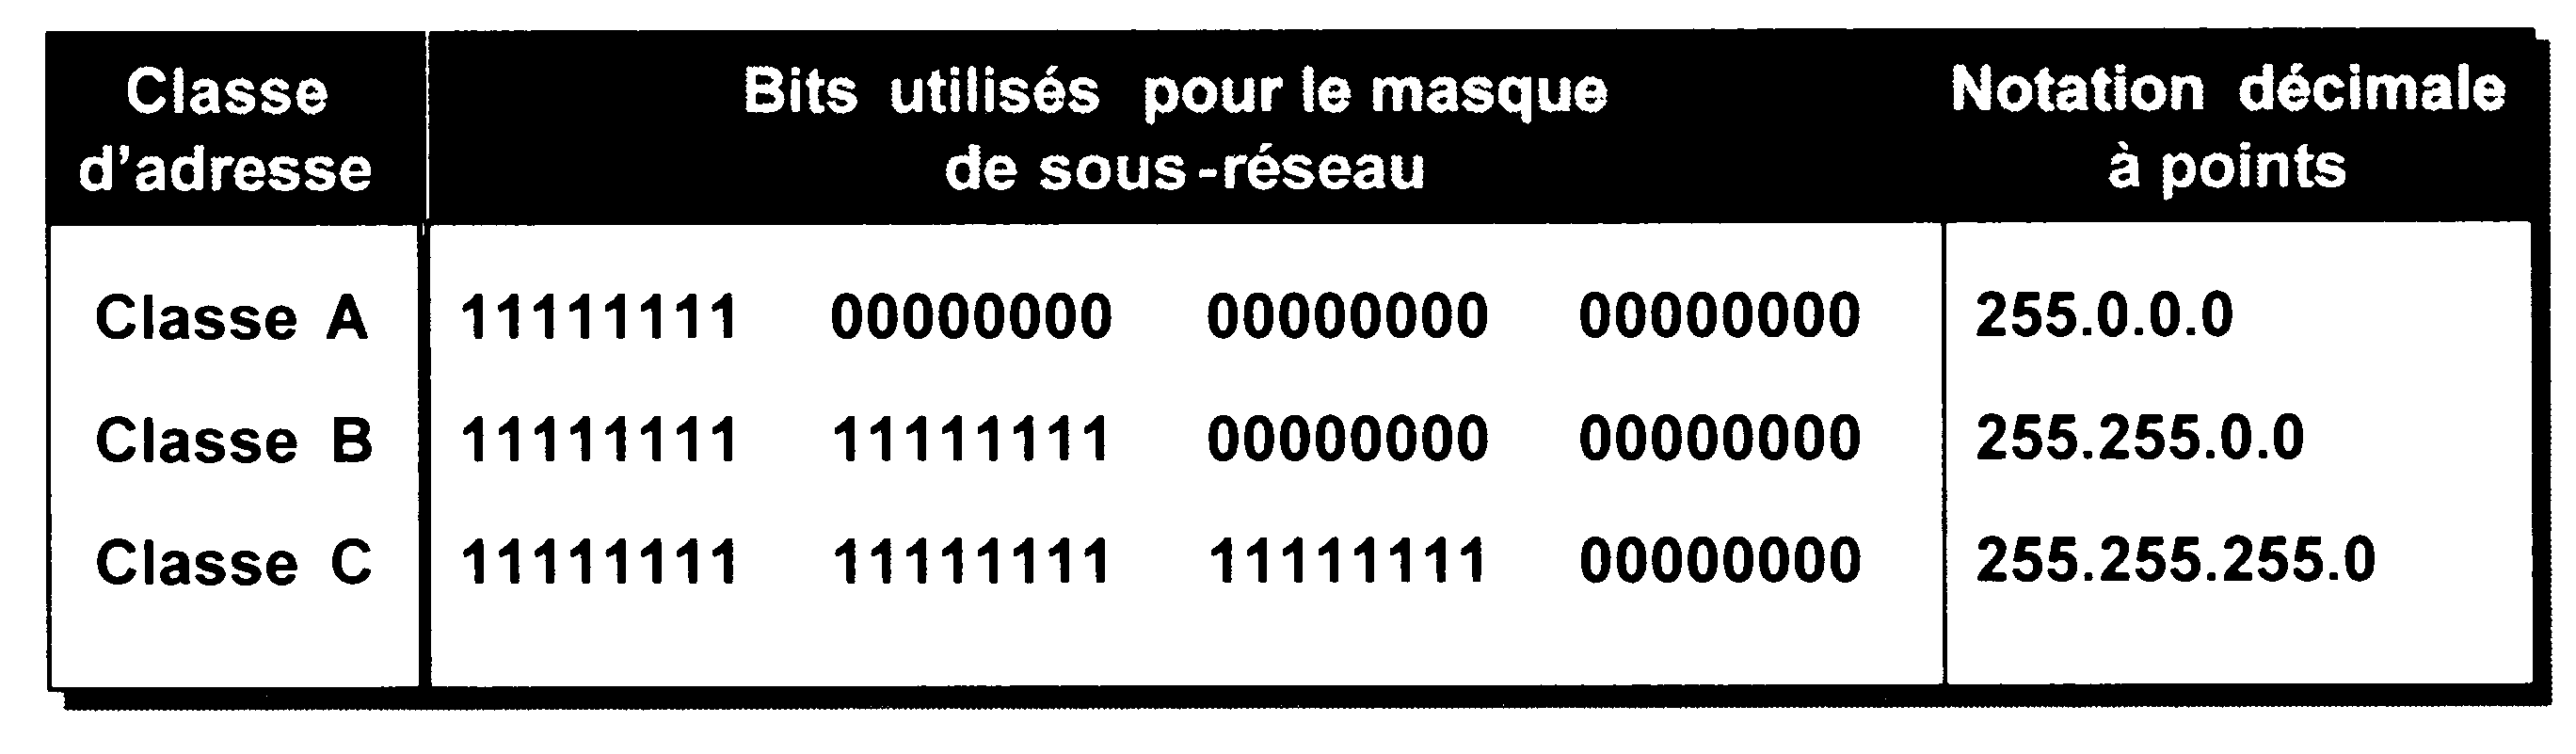 Classe d'adresse
Bits utilisés pour le masque de sous-réseau
Notation décimale à points
Classe A 11111111 00000000 00000000 00000000 255.0.0.0
Classe B 11111111 11111111 00000000 00000000 255.255.0.0
Classe C 11111111 11111111 11111111 00000000 255.255.255.0